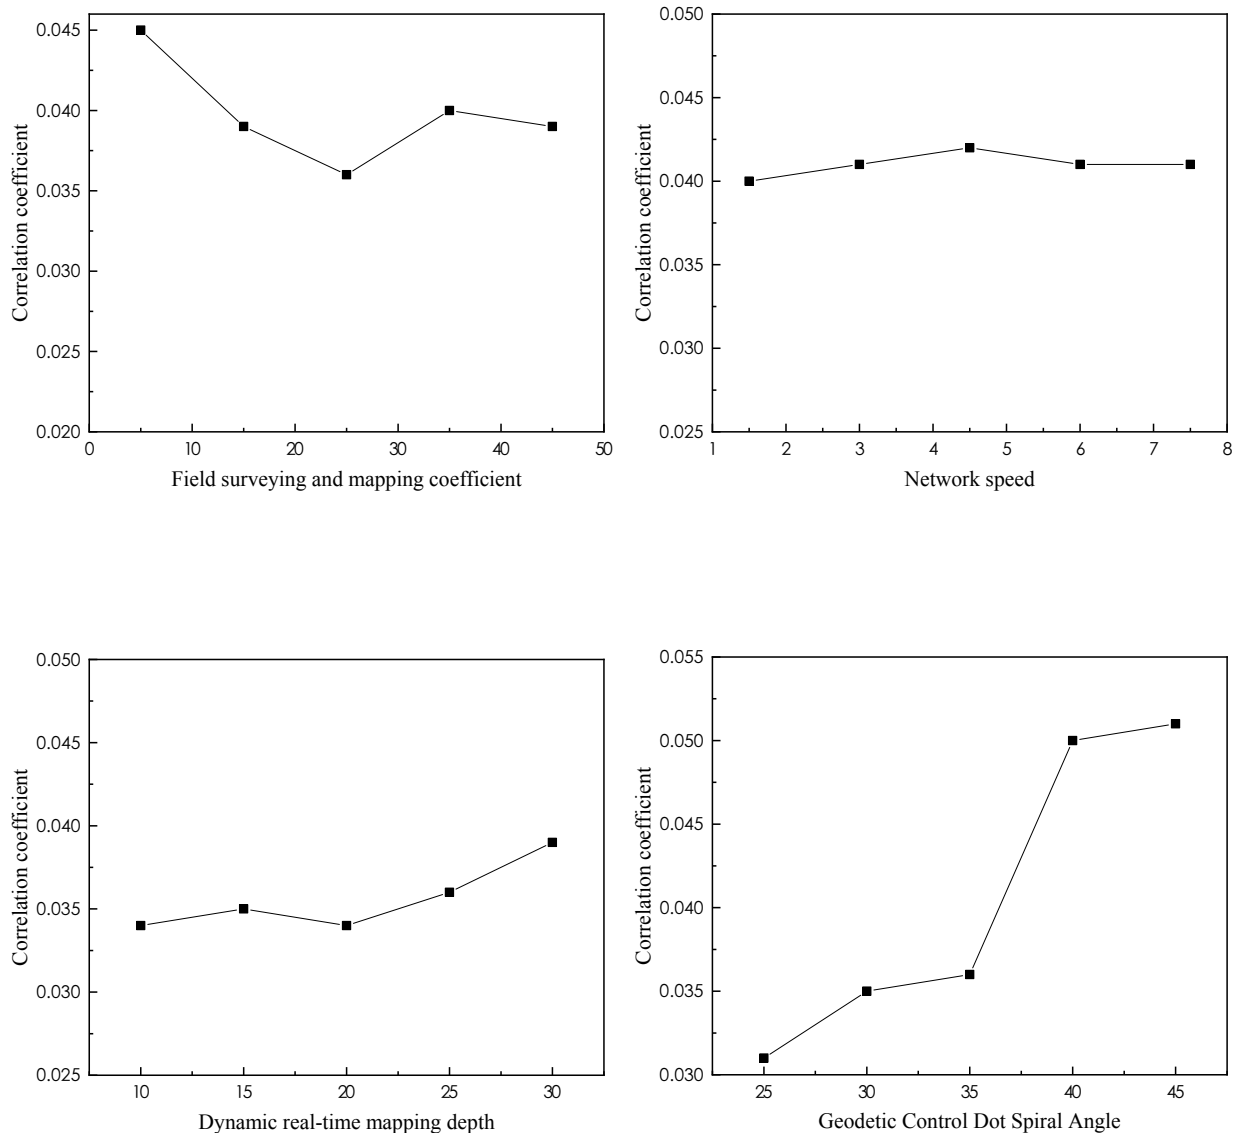 0.045
0.040
0.035
0.030
0.025
0.020
Correlation coefficient
0 10 20 30 40 50
Field surveying and mapping coefficient
0.050
0.045
0.040
0.035
0.030
0.025
Correlation coefficient
1 2 3 4 5 6 7 8
Network speed
0.050
0.045
0.040
0.035
0.030
0.025
Correlation coefficient
10 15 20 25 30
Dynamic real-time mapping depth
0.055
0.050
0.045
0.040
0.035
0.030
Correlation coefficient
25 30 35 40 45
Geodetic Control Dot Spiral Angle